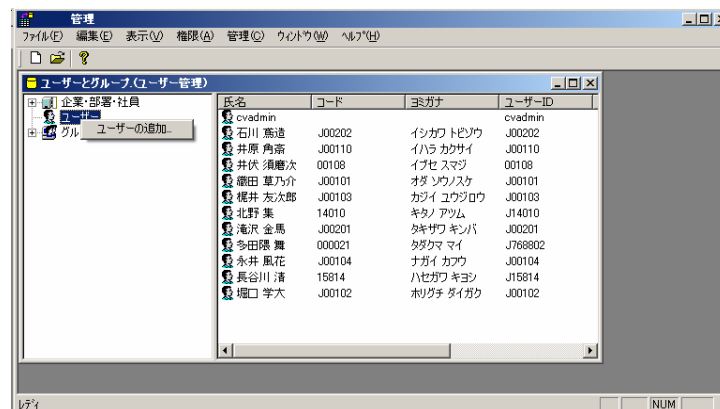 管理
ファイル(F) 編集(E) 表示(V) 権限(A) 管理(C) ウィンドウ(W) ヘルプ(H)
ユーザーとグループ.(ユーザー管理)
企業・部署・社員
ユーザー
グル
ユーザーの追加...
氏名 コード ヨミガナ ユーザーID
cvadmin cvadmin
石川 蔦造 J00202 イシカワ トビゾウ J00202
井原 角斎 J00110 イハラ カクサイ J00110
井伏 須磨次 00108 イブセ スマジ 00108
織田 草乃介 J00101 オダ ソウノスケ J00101
梶井 友次郎 J00103 カジイ ユウジロウ J00103
北野 集 14010 キタノ アツム J14010
滝沢 金馬 J00201 タキザワ キンバ J00201
多田隈 舞 000021 タダクマ マイ J768802
永井 風花 J00104 ナガイ カフウ J00104
長谷川 清 15814 ハセガワ キヨシ J15814
堀口 学大 J00102 ホリグチ ダイガク J00102
レディ NUM